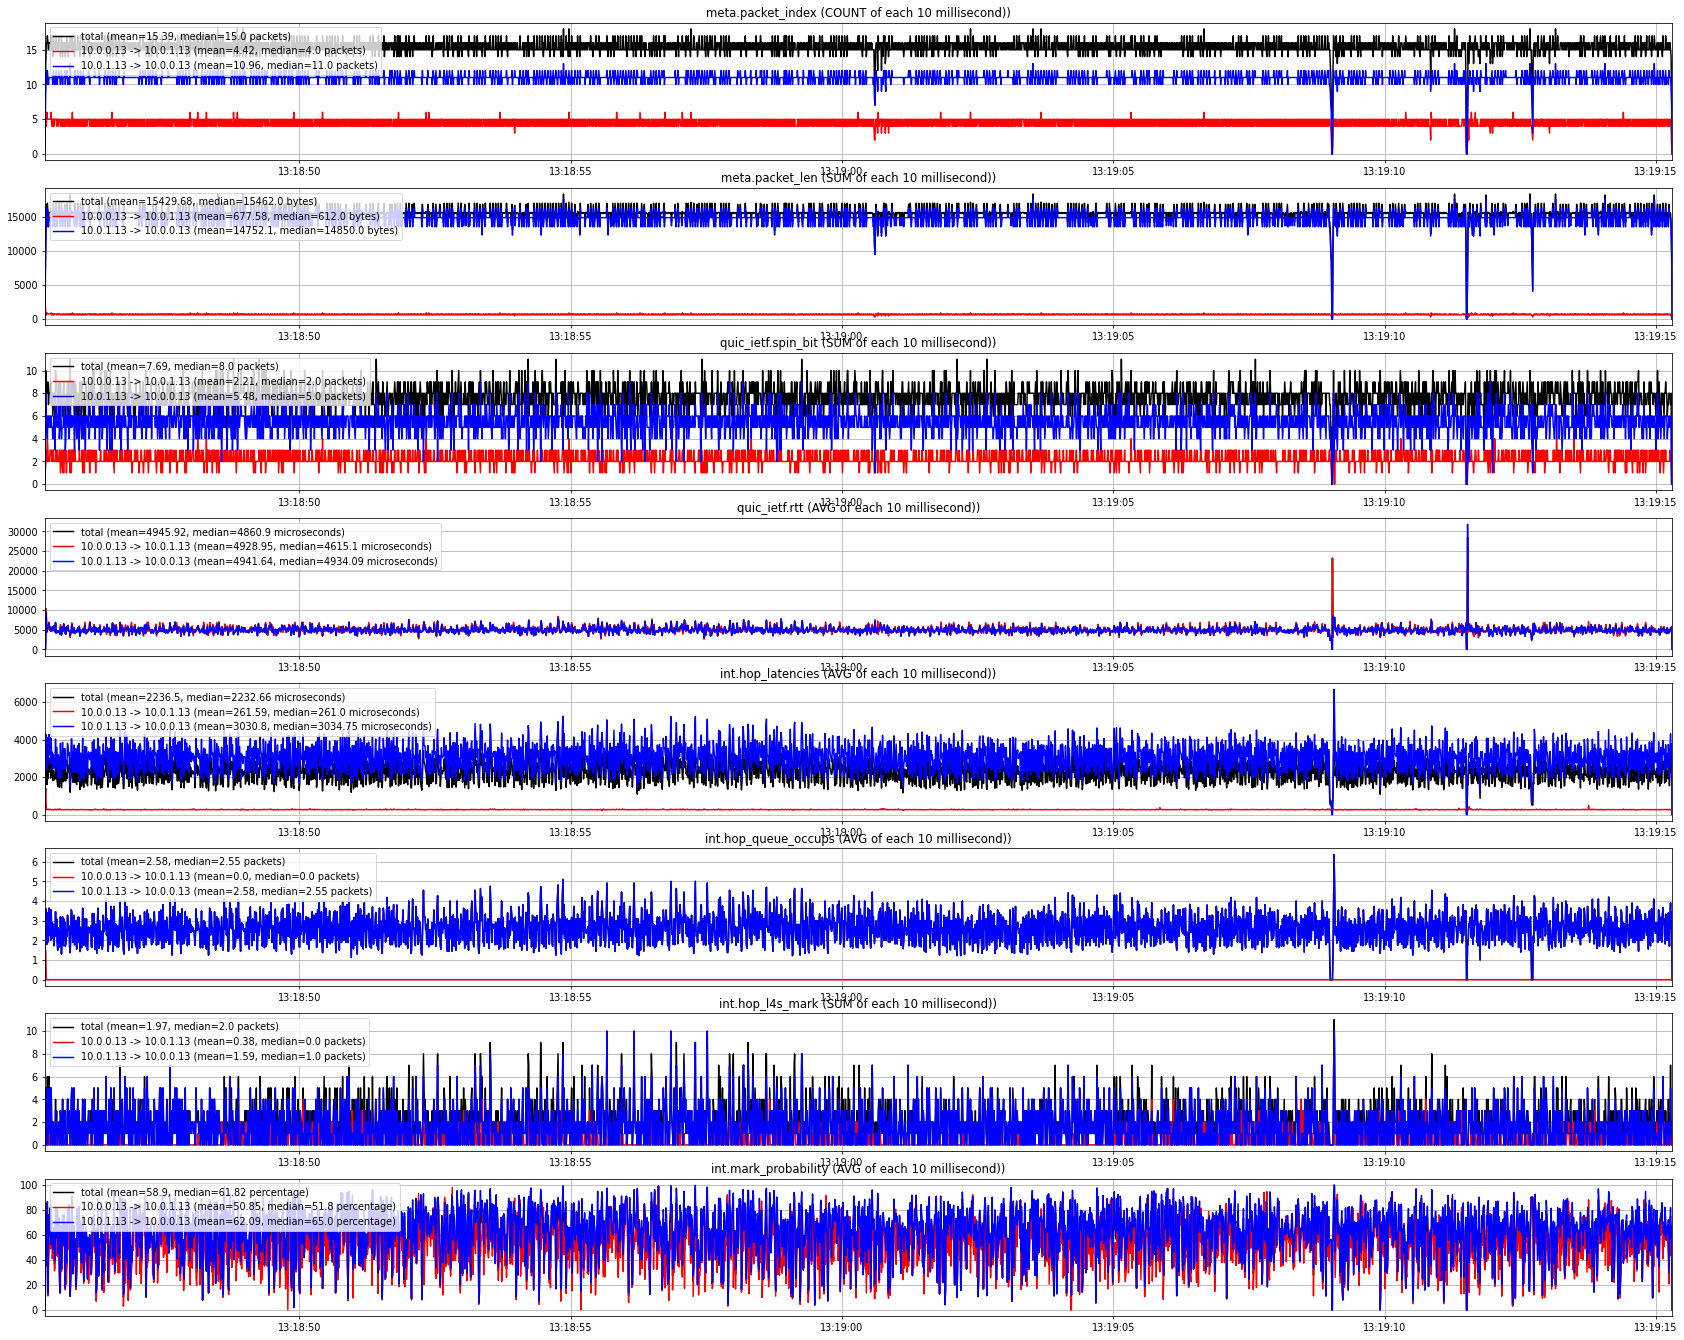 meta.packet_index (COUNT of each 10 millisecond))
total (mean=15.39, median=15.0 packets)
10.0.0.13 -> 10.0.1.13 (mean=4.42, median=4.0 packets)
10.0.1.13 -> 10.0.0.13 (mean=10.96, median=11.0 packets)
15
10
5
0
13:18:50 13:18:55 13:19:00 13:19:05 13:19:10 13:19:15
meta.packet_len (SUM of each 10 millisecond))
total (mean=15429.68, median=15462.0 bytes)
10.0.0.13 -> 10.0.1.13 (mean=677.58, median=612.0 bytes)
10.0.1.13 -> 10.0.0.13 (mean=14752.1, median=14850.0 bytes)
15000
10000
5000
0
13:18:50 13:18:55 13:19:00 13:19:05 13:19:10 13:19:15
quic_ietf.spin_bit (SUM of each 10 millisecond))
total (mean=7.69, median=8.0 packets)
10.0.0.13 -> 10.0.1.13 (mean=2.21, median=2.0 packets)
10.0.1.13 -> 10.0.0.13 (mean=5.48, median=5.0 packets)
10
8
6
4
2
0
13:18:50 13:18:55 13:19:00 13:19:05 13:19:10 13:19:15
quic_ietf.rtt (AVG of each 10 millisecond))
total (mean=4945.92, median=4860.9 microseconds)
10.0.0.13 -> 10.0.1.13 (mean=4928.95, median=4615.1 microseconds)
10.0.1.13 -> 10.0.0.13 (mean=4941.64, median=4934.09 microseconds)
30000
25000
20000
15000
10000
5000
0
13:18:50 13:18:55 13:19:00 13:19:05 13:19:10 13:19:15
int.hop_latencies (AVG of each 10 millisecond))
total (mean=2236.5, median=2232.66 microseconds)
10.0.0.13 -> 10.0.1.13 (mean=261.59, median=261.0 microseconds)
10.0.1.13 -> 10.0.0.13 (mean=3030.8, median=3034.75 microseconds)
6000
4000
2000
0
13:18:50 13:18:55 13:19:00 13:19:05 13:19:10 13:19:15
int.hop_queue_occups (AVG of each 10 millisecond))
total (mean=2.58, median=2.55 packets)
10.0.0.13 -> 10.0.1.13 (mean=0.0, median=0.0 packets)
10.0.1.13 -> 10.0.0.13 (mean=2.58, median=2.55 packets)
6
5
4
3
2
1
0
13:18:50 13:18:55 13:19:00 13:19:05 13:19:10 13:19:15
int.hop_l4s_mark (SUM of each 10 millisecond))
total (mean=1.97, median=2.0 packets)
10.0.0.13 -> 10.0.1.13 (mean=0.38, median=0.0 packets)
10.0.1.13 -> 10.0.0.13 (mean=1.59, median=1.0 packets)
10
8
6
4
2
0
13:18:50 13:18:55 13:19:00 13:19:05 13:19:10 13:19:15
int.mark_probability (AVG of each 10 millisecond))
total (mean=58.9, median=61.82 percentage)
10.0.0.13 -> 10.0.1.13 (mean=50.85, median=51.8 percentage)
10.0.1.13 -> 10.0.0.13 (mean=62.09, median=65.0 percentage)
100
80
60
40
20
0
13:18:50 13:18:55 13:19:00 13:19:05 13:19:10 13:19:15